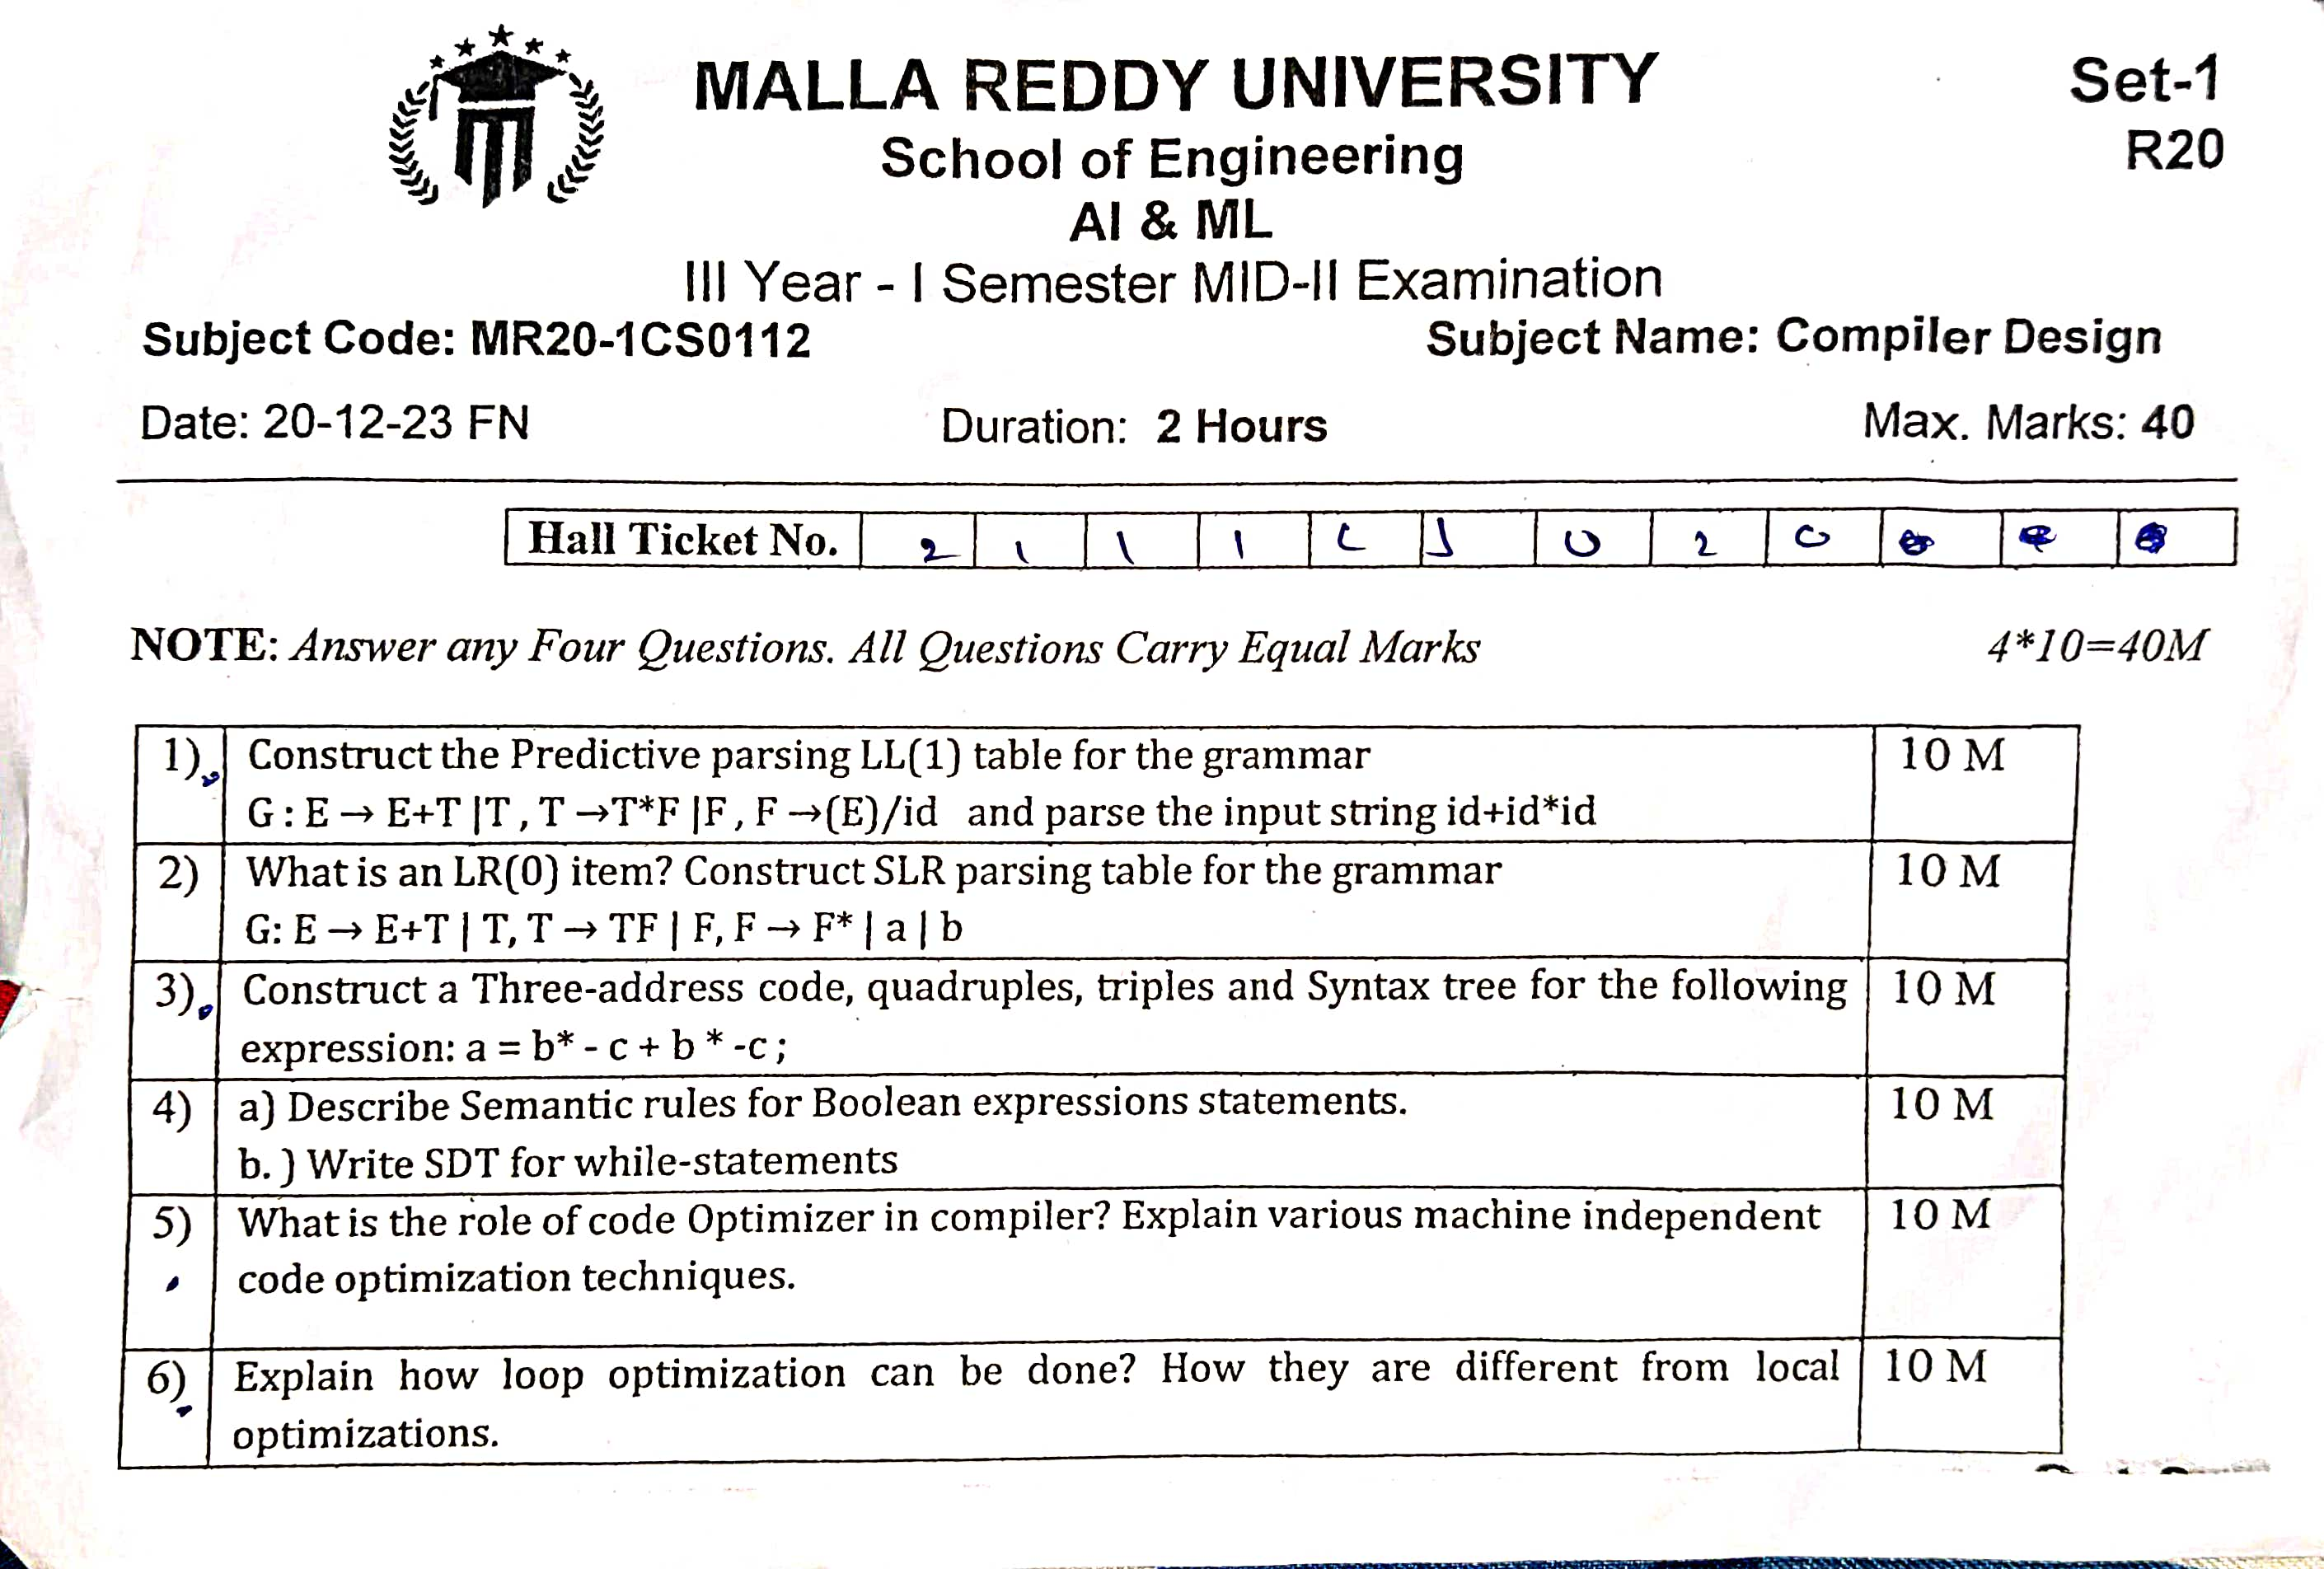 MALLA REDDY UNIVERSITY
Set-1
School of Engineering
R20
AI & ML
III Year - I Semester MID-II Examination
Subject Code: MR20-1CS0112 Subject Name: Compiler Design
Date: 20-12-23 FN Duration: 2 Hours Max. Marks: 40
Hall Ticket No. 2 1 1 1 C J 0 2 0
NOTE: Answer any Four Questions. All Questions Carry Equal Marks 4*10=40M
1) Construct the Predictive parsing LL(1) table for the grammar 10 M
G : E → E+T |T , T →T*F |F , F →(E)/id and parse the input string id+id*id
2) What is an LR(0) item? Construct SLR parsing table for the grammar 10 M
G: E → E+T | T, T → TF | F, F → F* | a | b
3) Construct a Three-address code, quadruples, triples and Syntax tree for the following 10 M
expression: a = b* - c + b * -c ;
4) a) Describe Semantic rules for Boolean expressions statements. 10 M
b. ) Write SDT for while-statements
5) What is the role of code Optimizer in compiler? Explain various machine independent 10 M
code optimization techniques.
6) Explain how loop optimization can be done? How they are different from local 10 M
optimizations.